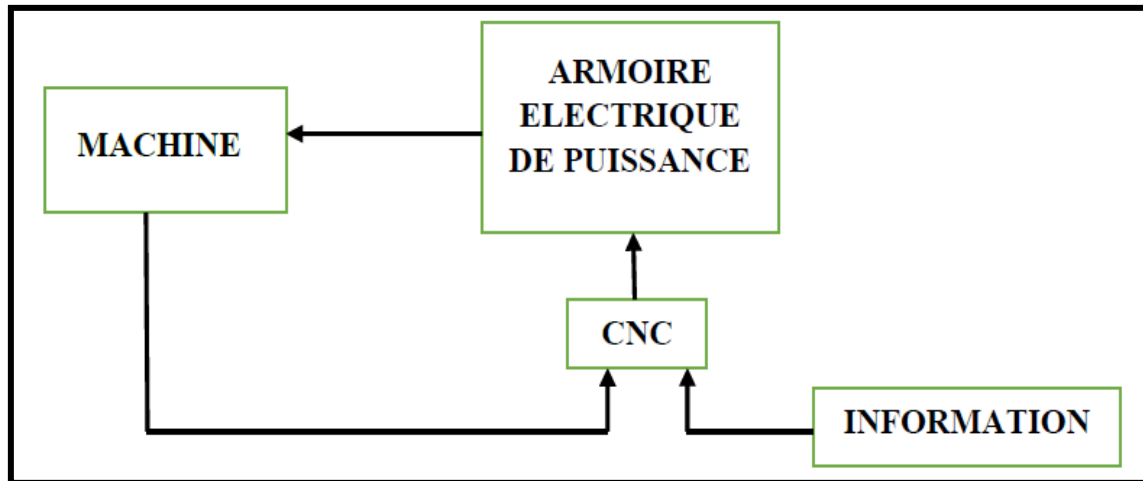 ARMOIRE
ELECTRIQUE
DE PUISSANCE
MACHINE
CNC
INFORMATION